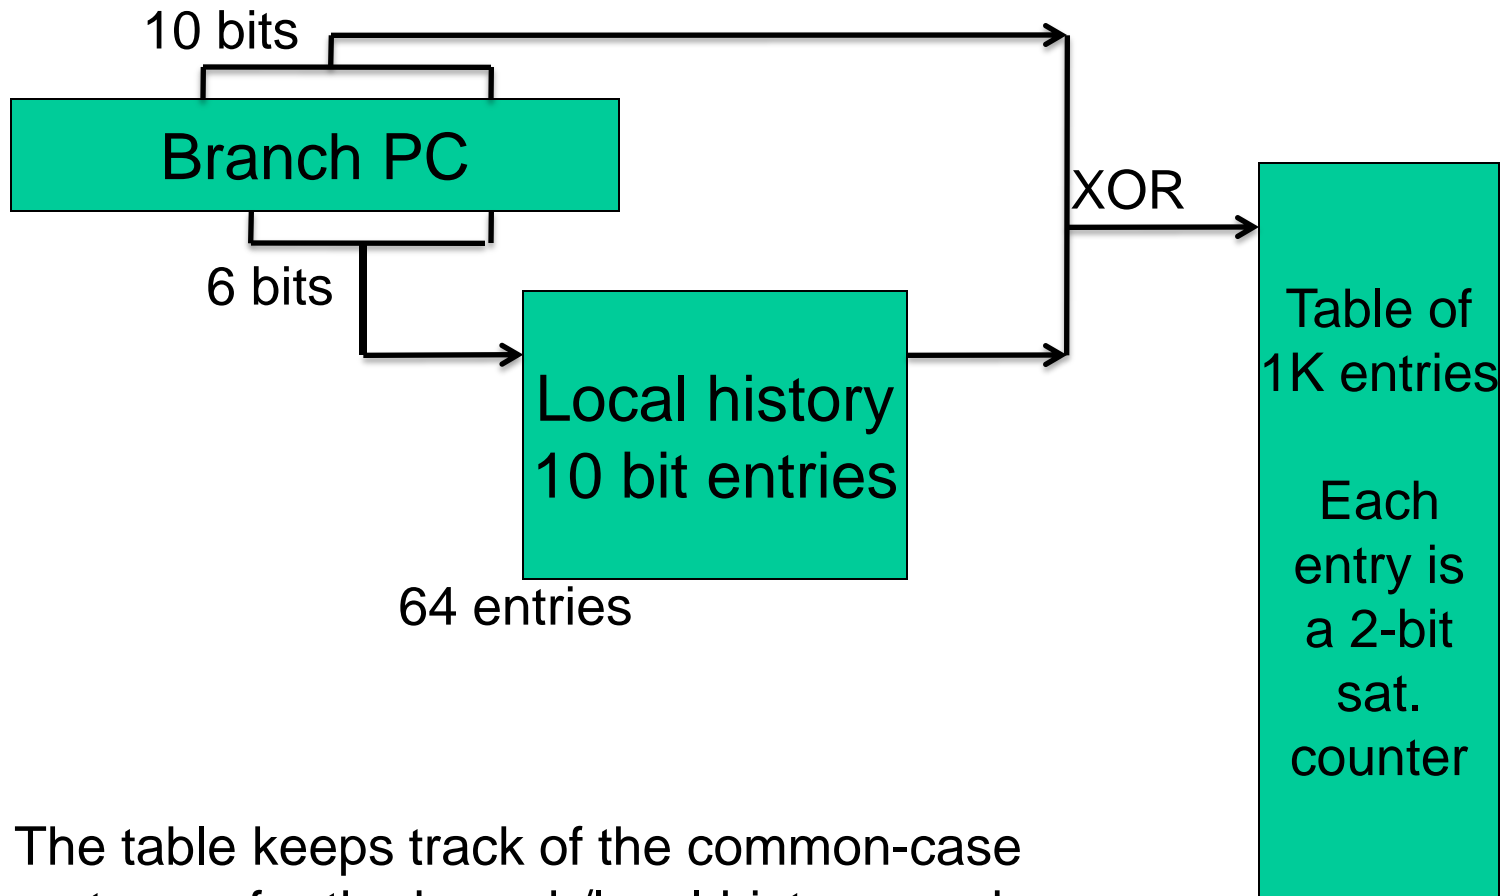 10 bits
Branch PC
XOR
6 bits
Local history
10 bit entries
64 entries
Table of
1K entries
Each
entry is
a 2-bit
sat.
counter
The table keeps track of the common-case